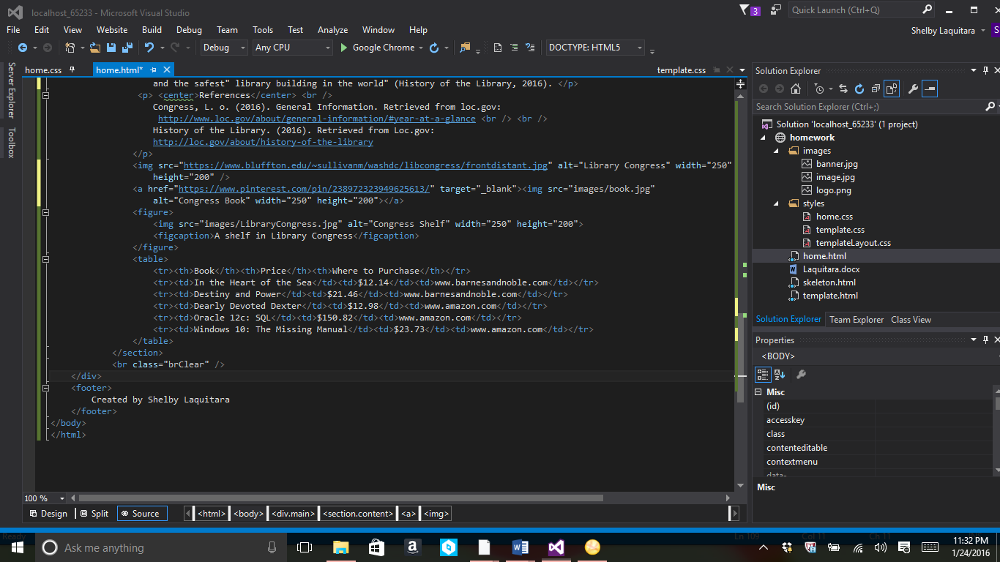 localhost_65233 - Microsoft Visual Studio
3
Quick Launch (Ctrl+Q)
File Edit View Website Build Debug Team Tools Test Analyze Window Help
Shelby Laquitara
Debug Any CPU Google Chrome DOCTYPE: HTML5
Server Explorer
Toolbox
home.css home.html* template.css
and the safest" library building in the world" (History of the Library, 2016). </p>
<p> <center>References</center> <br />
Congress, L. o. (2016). General Information. Retrieved from loc.gov:
http://www.loc.gov/about/general-information/#year-at-a-glance <br /> <br />
History of the Library. (2016). Retrieved from Loc.gov:
http://loc.gov/about/history-of-the-library
</p>
<img src="https://www.bluffton.edu/~sullivanm/washdc/libcongress/frontdistant.jpg" alt="Library Congress" width="250"
height="200" />
<a href="https://www.pinterest.com/pin/238972323949625613/" target="_blank"><img src="images/book.jpg"
alt="Congress Book" width="250" height="200"></a>
<figure>
<img src="images/LibraryCongress.jpg" alt="Congress Shelf" width="250" height="200">
<figcaption>A shelf in Library Congress</figcaption>
</figure>
<table>
<tr><th>Book</th><th>Price</th><th>Where to Purchase</th></tr>
<tr><td>In the Heart of the Sea</td><td>$12.14</td><td>www.barnesandnoble.com</td></tr>
<tr><td>Destiny and Power</td><td>$21.46</td><td>www.barnesandnoble.com</td></tr>
<tr><td>Dearly Devoted Dexter</td><td>$12.98</td><td>www.amazon.com</td></tr>
<tr><td>Oracle 12c: SQL</td><td>$150.82</td><td>www.amazon.com</td></tr>
<tr><td>Windows 10: The Missing Manual</td><td>$23.73</td><td>www.amazon.com</td></tr>
</table>
</section>
<br class="brClear" />
</div>
<footer>
Created by Shelby Laquitara
</footer>
</body>
</html>
100 %
Design Split Source <html> <body> <div.main> <section.content> <a> <img>
Solution Explorer
Search Solution Explorer (Ctrl+;)
Solution 'localhost_65233' (1 project)
homework
images
banner.jpg
image.jpg
logo.png
styles
home.css
template.css
templateLayout.css
home.html
Laquitara.docx
skeleton.html
template.html
Solution Explorer Team Explorer Class View
Properties
<BODY>
Misc
(id)
accesskey
class
contenteditable
contextmenu
data-
Misc
Ready Ln 109 Col 11 Ch 11
Ask me anything
11:32 PM
1/24/2016